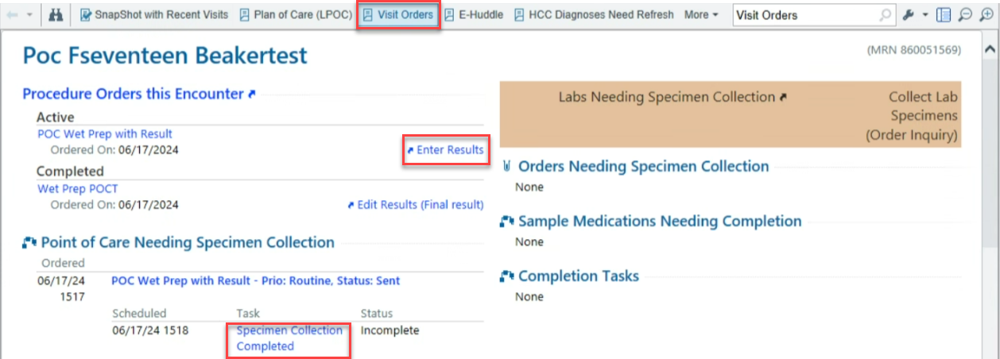 SnapShot with Recent Visits Plan of Care (LPOC) Visit Orders E-Huddle HCC Diagnoses Need Refresh More Visit Orders
Poc Fseventeen Beakertest
(MRN 860051569)
Procedure Orders this Encounter
Active
POC Wet Prep with Result
Ordered On: 06/17/2024
Enter Results
Completed
Wet Prep POCT
Ordered On: 06/17/2024
Edit Results (Final result)
Point of Care Needing Specimen Collection
Ordered
06/17/24 POC Wet Prep with Result - Prio: Routine, Status: Sent
1517
Scheduled Task Status
06/17/24 1518 Specimen Collection Incomplete
Completed
Labs Needing Specimen Collection Collect Lab
Specimens
(Order Inquiry)
Orders Needing Specimen Collection
None
Sample Medications Needing Completion
None
Completion Tasks
None